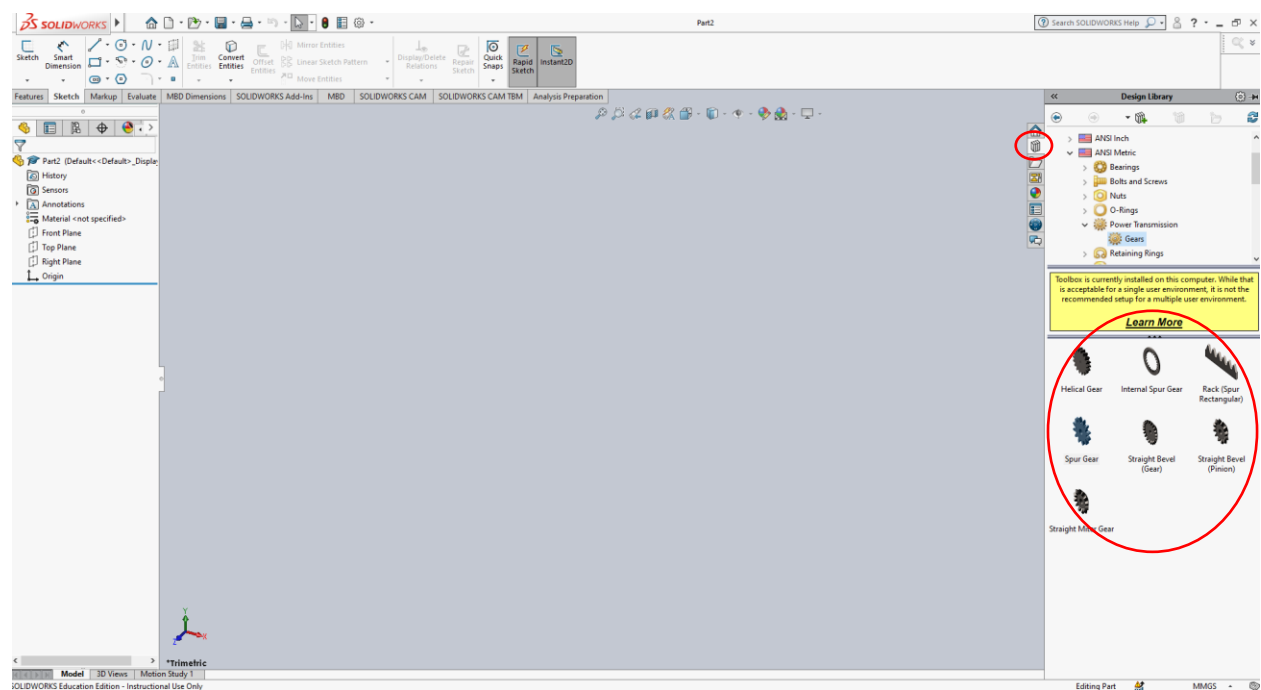 SOLIDWORKS
Part2
Search SOLIDWORKS Help
Sketch
Smart Dimension
Trim Entities
Convert Entities
Offset Entities
Mirror Entities
Linear Sketch Pattern
Move Entities
Display/Delete Relations
Repair Sketch
Quick Snaps
Rapid Sketch
Instant2D
Features Sketch Markup Evaluate MBD Dimensions SOLIDWORKS Add-Ins MBD SOLIDWORKS CAM SOLIDWORKS CAM TBM Analysis Preparation
Part2 (Default<<Default>_Display
History
Sensors
Annotations
Material <not specified>
Front Plane
Top Plane
Right Plane
Origin
Y
X
Z
*Trimetric
Design Library
ANSI Inch
ANSI Metric
Bearings
Bolts and Screws
Nuts
O-Rings
Power Transmission
Gears
Retaining Rings
Toolbox is currently installed on this computer. While that
is acceptable for a single user environment, it is not the
recommended setup for a multiple user environment.
Learn More
Helical Gear
Internal Spur Gear
Rack (Spur
Rectangular)
Spur Gear
Straight Bevel
(Gear)
Straight Bevel
(Pinion)
Straight Miter Gear
Model 3D Views Motion Study 1
SOLIDWORKS Education Edition - Instructional Use Only
Editing Part MMGS